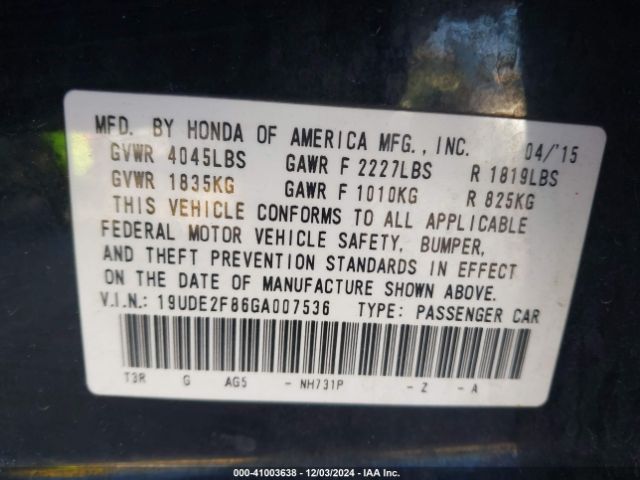 MFD. BY HONDA OF AMERICA MFG., INC. 04/'15
GVWR 4045LBS GAWR F 2227LBS R 1819LBS
GVWR 1835KG GAWR F 1010KG R 825KG
THIS VEHICLE CONFORMS TO ALL APPLICABLE
FEDERAL MOTOR VEHICLE SAFETY, BUMPER,
AND THEFT PREVENTION STANDARDS IN EFFECT
ON THE DATE OF MANUFACTURE SHOWN ABOVE.
V.I.N.: 19UDE2F86GA007536 TYPE: PASSENGER CAR
T3R G AG5 - NH731P - Z - A
000-41003638 - 12/03/2024 - IAA Inc.